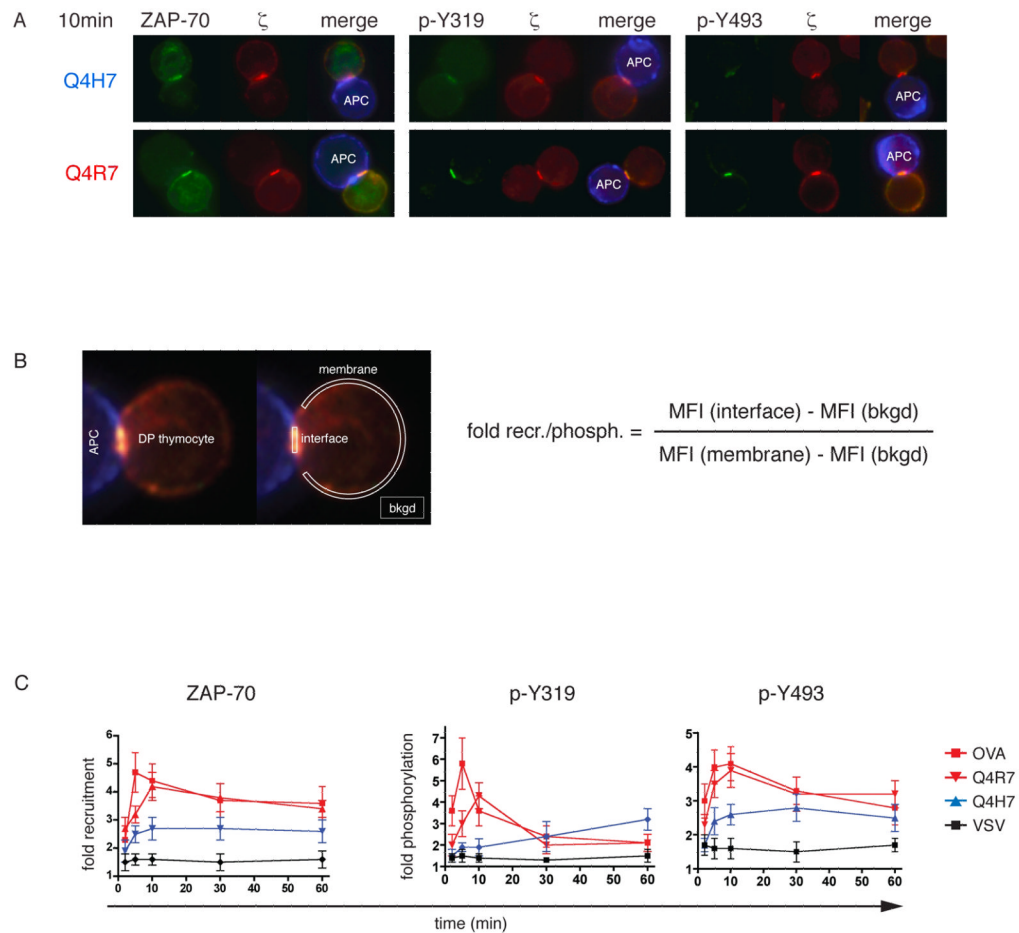 A 10min ZAP-70 ζ merge p-Y319 ζ merge p-Y493 ζ merge
Q4H7 APC APC APC
Q4R7 APC APC APC
B
APC DP thymocyte
membrane
interface
bkgd
fold recr./phosph. = MFI (interface) - MFI (bkgd)
MFI (membrane) - MFI (bkgd)
C
ZAP-70 p-Y319 p-Y493
fold recruitment
6
5
4
3
2
1
0 10 20 30 40 50 60
fold phosphorylation
7
6
5
4
3
2
1
0 10 20 30 40 50 60
5
4
3
2
1
0 10 20 30 40 50 60
OVA
Q4R7
Q4H7
VSV
time (min)